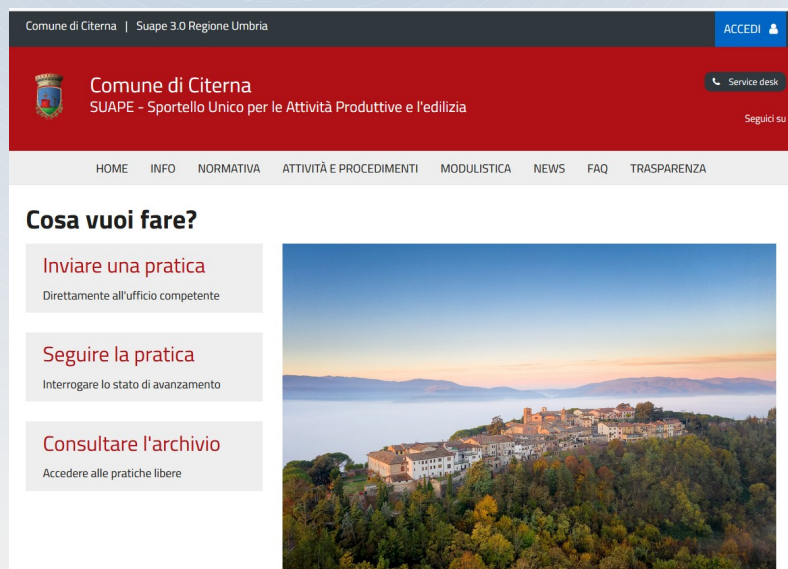 Comune di Citerna | Suape 3.0 Regione Umbria
ACCEDI
Comune di Citerna
SUAPE - Sportello Unico per le Attività Produttive e l'edilizia
Service desk
Seguici su
HOME INFO NORMATIVA ATTIVITÀ E PROCEDIMENTI MODULISTICA NEWS FAQ TRASPARENZA
Cosa vuoi fare?
Inviare una pratica
Direttamente all'ufficio competente
Seguire la pratica
Interrogare lo stato di avanzamento
Consultare l'archivio
Accedere alle pratiche libere